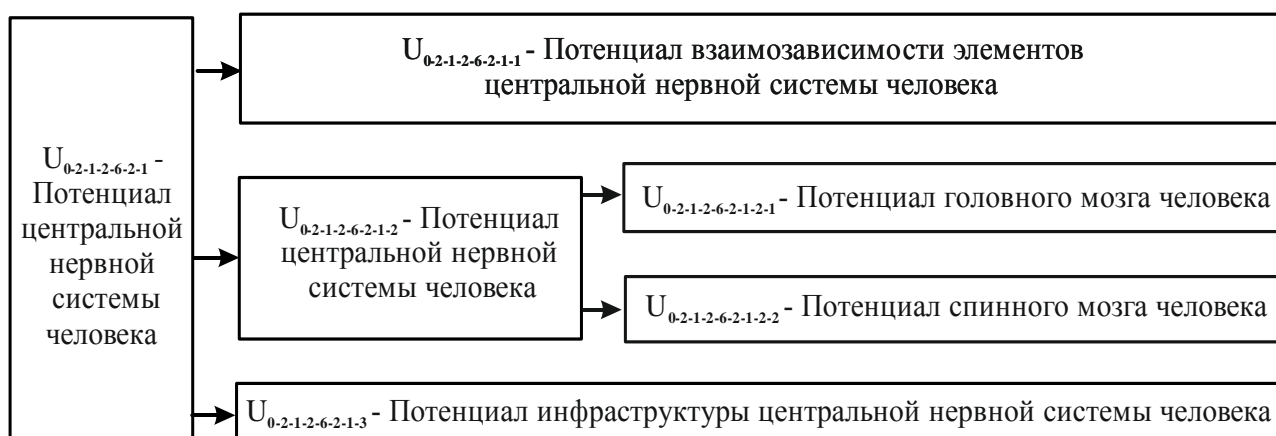 U0-2-1-2-6-2-1 -
Потенциал
центральной
нервной
системы
человека
U0-2-1-2-6-2-1-1 - Потенциал взаимозависимости элементов
центральной нервной системы человека
U0-2-1-2-6-2-1-2 - Потенциал
центральной нервной
системы человека
U0-2-1-2-6-2-1-2-1 - Потенциал головного мозга человека
U0-2-1-2-6-2-1-2-2 - Потенциал спинного мозга человека
U0-2-1-2-6-2-1-3 - Потенциал инфраструктуры центральной нервной системы человека